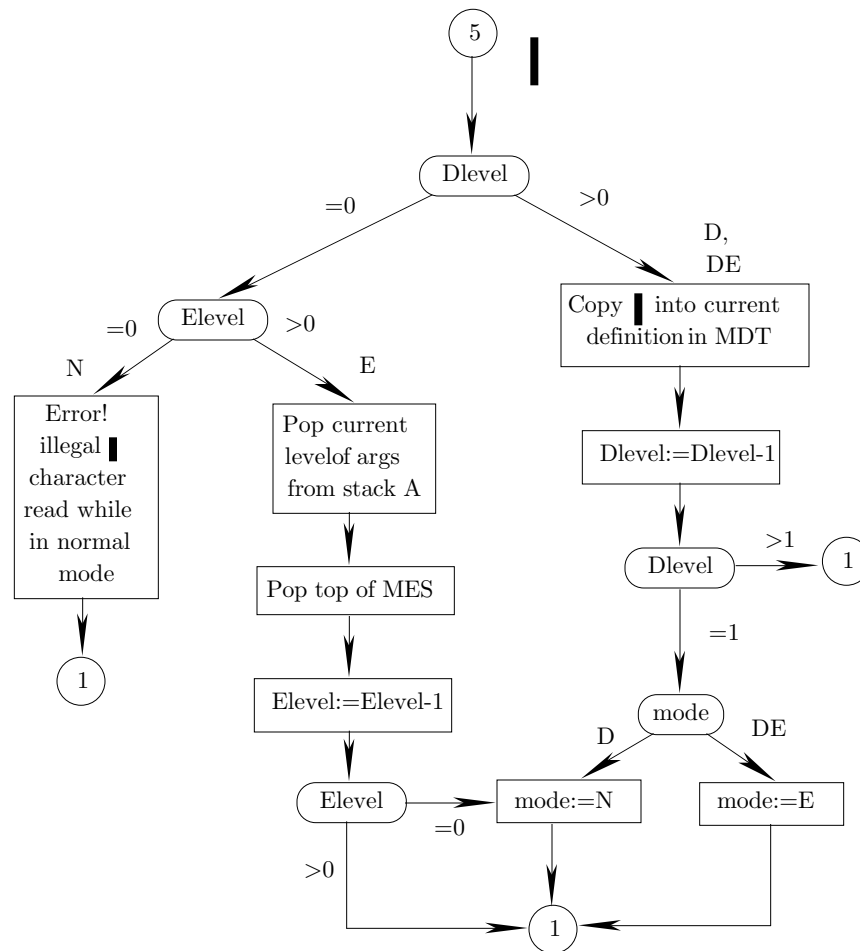 5
Dlevel
=0
>0
D,
DE
Elevel
=0
>0
N
E
Copy into current
definition in MDT
Error!
illegal
character
read while
in normal
mode
Pop current
levelof args
from stack A
Dlevel:=Dlevel-1
Dlevel
>1
1
Pop top of MES
=1
1
Elevel:=Elevel-1
mode
D
DE
Elevel
=0
mode:=N
mode:=E
>0
1